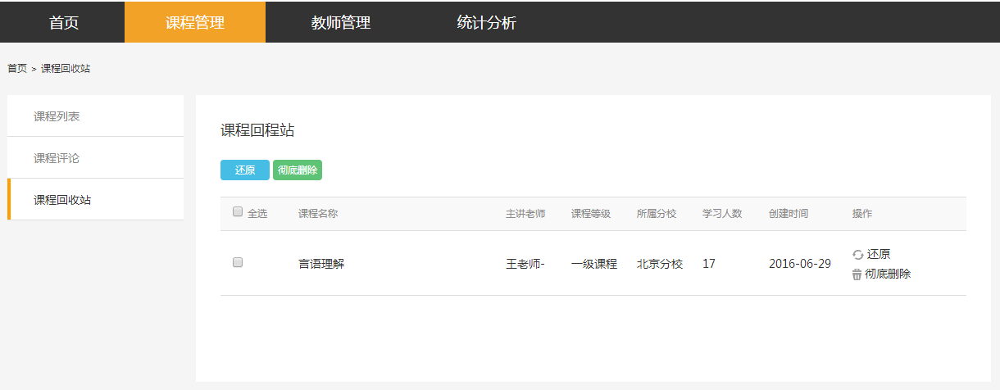 首页 课程管理 教师管理 统计分析
首页 > 课程回收站
课程列表
课程评论
课程回收站
课程回程站
还原 彻底删除
全选 课程名称 主讲老师 课程等级 所属分校 学习人数 创建时间 操作
言语理解 王老师- 一级课程 北京分校 17 2016-06-29
还原
彻底删除